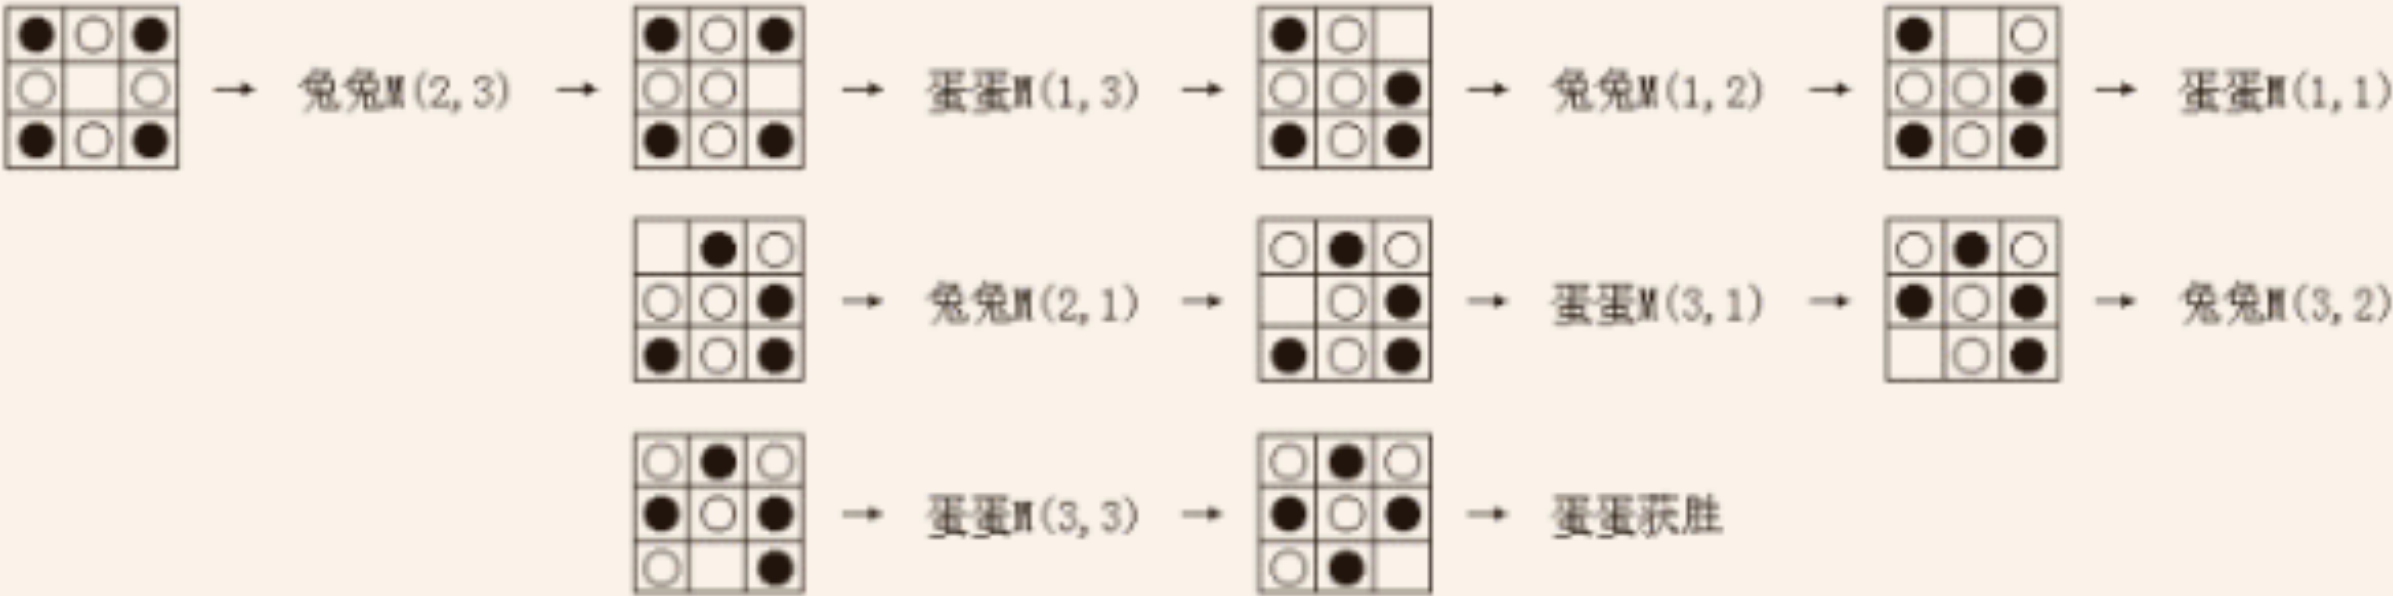 → 兔兔M(2,3) → → 蛋蛋M(1,3) → → 兔兔M(1,2) → → 蛋蛋M(1,1)
→ 兔兔M(2,1) → → 蛋蛋M(3,1) → → 兔兔M(3,2)
→ 蛋蛋M(3,3) → → 蛋蛋获胜